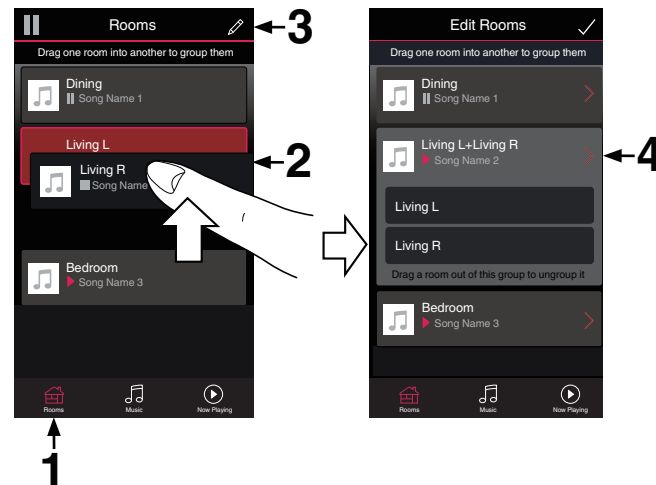 Rooms
3
Drag one room into another to group them
Dining
Song Name 1
Living L
2
Living R
Song Name
Bedroom
Song Name 3
Rooms
Music
Now Playing
1
Edit Rooms
Drag one room into another to group them
Dining
Song Name 1
Living L+Living R
Song Name 2
4
Living L
Living R
Drag a room out of this group to ungroup it
Bedroom
Song Name 3
Rooms
Music
Now Playing